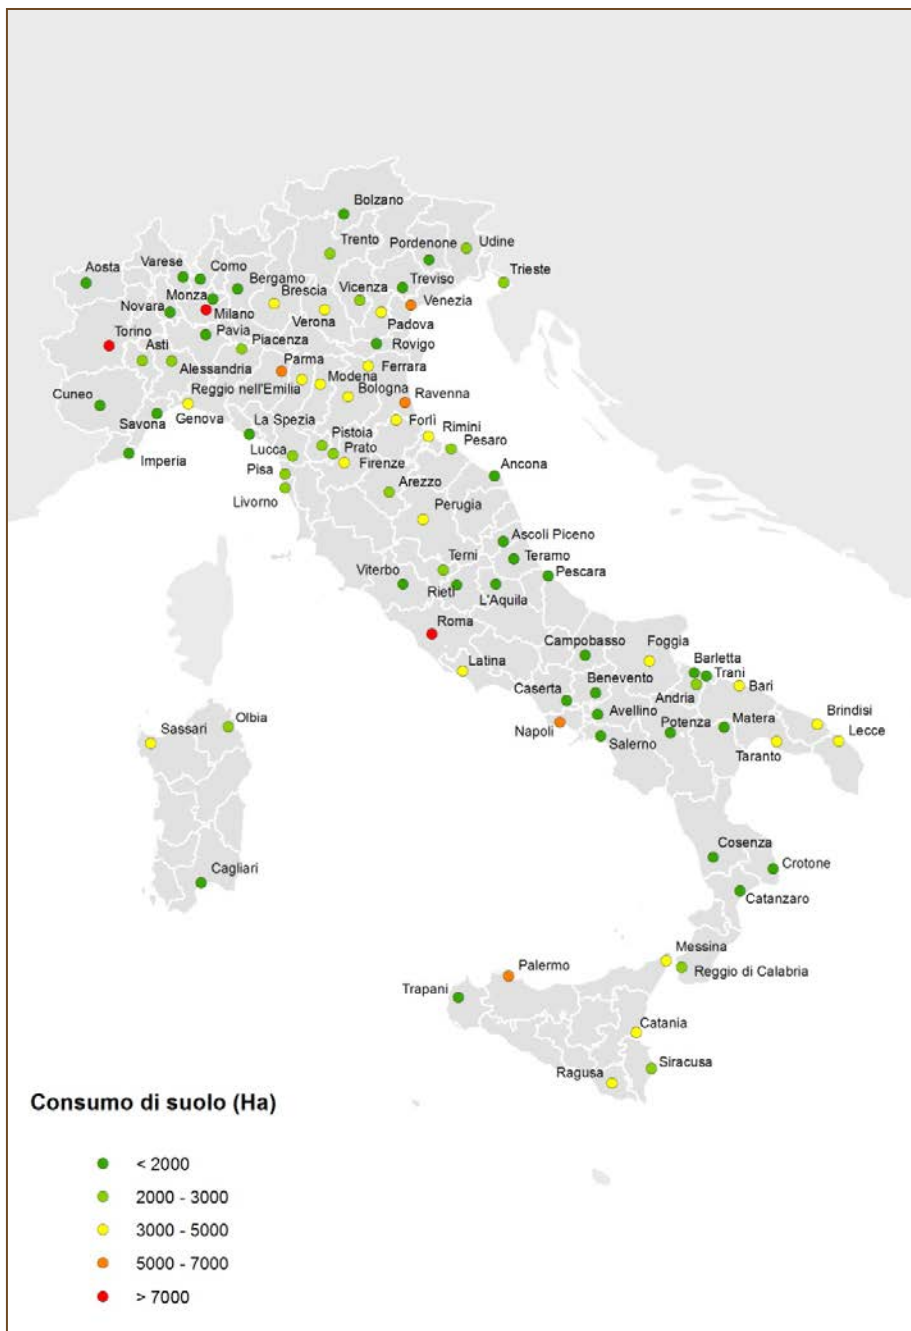 Bolzano
Trento
Pordenone
Udine
Aosta
Varese
Como
Bergamo
Brescia
Vicenza
Treviso
Trieste
Monza
Novara
Milano
Verona
Padova
Venezia
Torino
Pavia
Piacenza
Rovigo
Asti
Alessandria
Parma
Ferrara
Modena
Cuneo
Reggio nell'Emilia
Bologna
Ravenna
Savona
Genova
La Spezia
Forlì
Rimini
Imperia
Lucca
Pistoia
Prato
Pesaro
Pisa
Firenze
Ancona
Livorno
Arezzo
Perugia
Ascoli Piceno
Terni
Teramo
Viterbo
Rieti
L'Aquila
Pescara
Roma
Campobasso
Foggia
Latina
Barletta
Trani
Caserta
Benevento
Andria
Bari
Napoli
Avellino
Potenza
Matera
Brindisi
Salerno
Taranto
Lecce
Sassari
Olbia
Cagliari
Cosenza
Crotone
Catanzaro
Messina
Palermo
Reggio di Calabria
Trapani
Catania
Siracusa
Ragusa
Consumo di suolo (Ha)
< 2000
2000 - 3000
3000 - 5000
5000 - 7000
> 7000